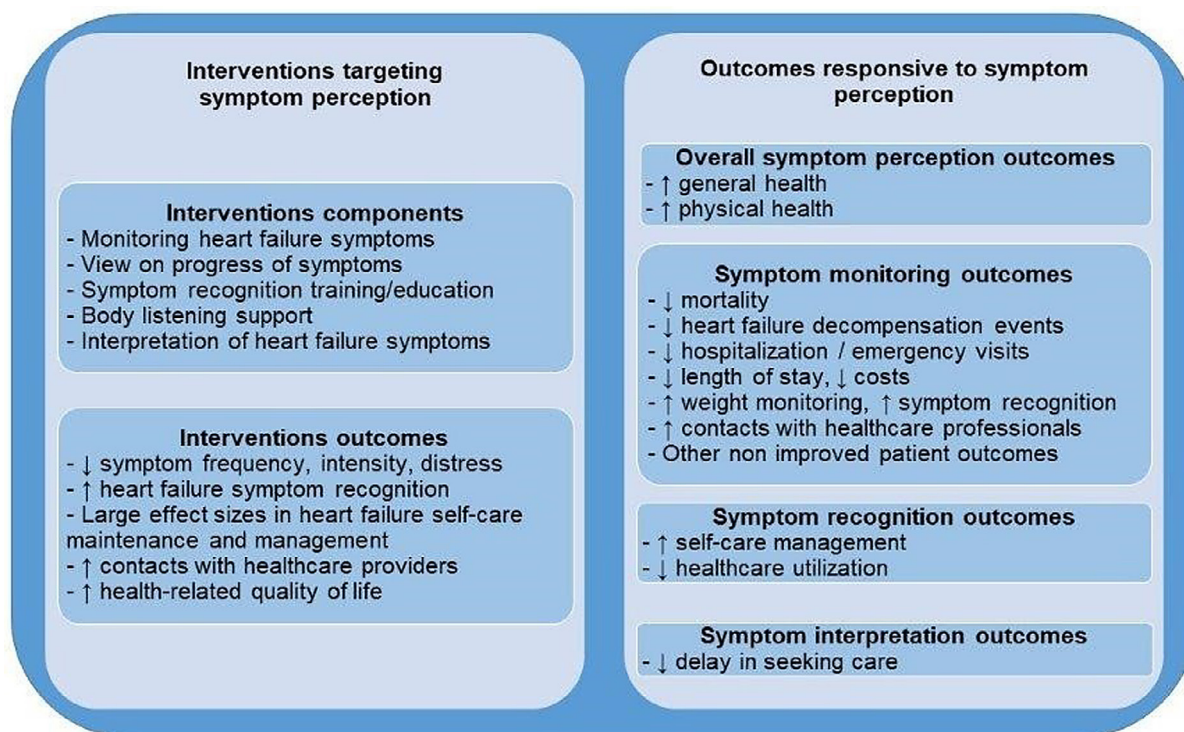 Interventions targeting
symptom perception
Interventions components
- Monitoring heart failure symptoms
- View on progress of symptoms
- Symptom recognition training/education
- Body listening support
- Interpretation of heart failure symptoms
Interventions outcomes
- ↓ symptom frequency, intensity, distress
- ↑ heart failure symptom recognition
- Large effect sizes in heart failure self-care
maintenance and management
- ↑ contacts with healthcare providers
- ↑ health-related quality of life
Outcomes responsive to symptom
perception
Overall symptom perception outcomes
- ↑ general health
- ↑ physical health
Symptom monitoring outcomes
- ↓ mortality
- ↓ heart failure decompensation events
- ↓ hospitalization / emergency visits
- ↓ length of stay, ↓ costs
- ↑ weight monitoring, ↑ symptom recognition
- ↑ contacts with healthcare professionals
- Other non improved patient outcomes
Symptom recognition outcomes
- ↑ self-care management
- ↓ healthcare utilization
Symptom interpretation outcomes
- ↓ delay in seeking care